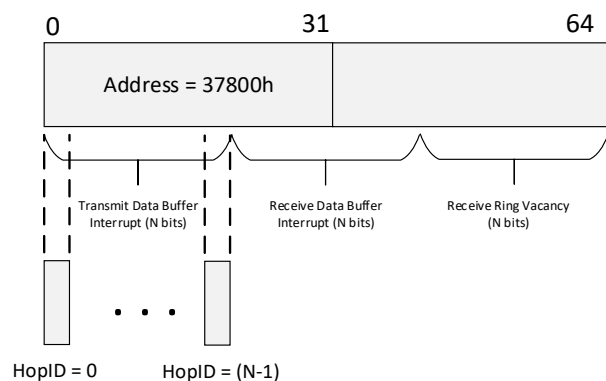 0 31 64
Address = 37800h
Transmit Data Buffer
Interrupt (N bits)
Receive Data Buffer
Interrupt (N bits)
Receive Ring Vacancy
(N bits)
. . .
HopID = 0 HopID = (N-1)